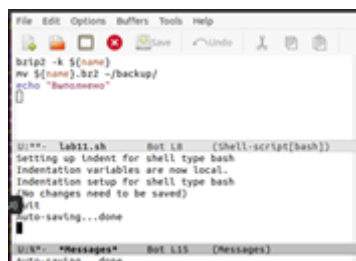 File Edit Options Buffers Tools Help
Save Undo
bzip2 -k ${name}
mv ${name}.bz2 ~/backup/
echo "Выполнено"
U:**- lab11.sh Bot L8 (Shell-script[bash])
Setting up indent for shell type bash
Indentation variables are now local.
Indentation setup for shell type bash
(No changes need to be saved)
uit
Auto-saving...done
U:%*- *Messages* Bot L15 (Messages)
Auto-saving...done